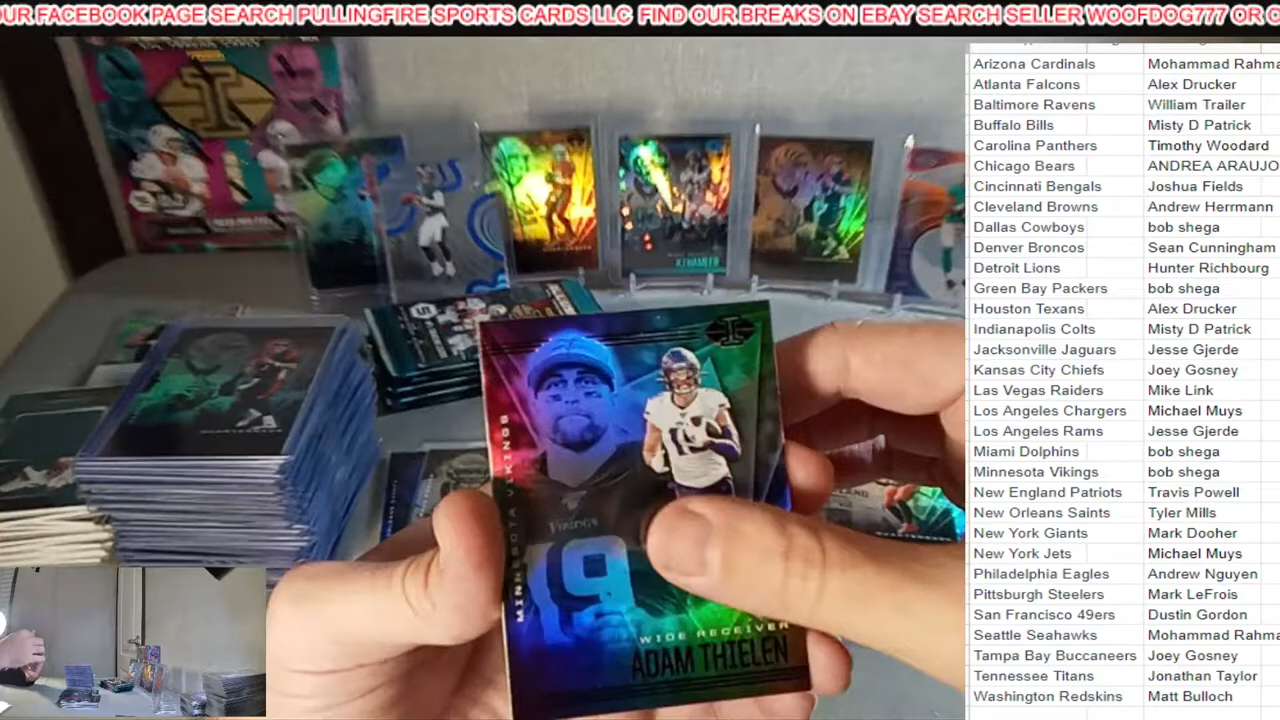 OUR FACEBOOK PAGE SEARCH PULLINGFIRE SPORTS CARDS LLC FIND OUR BREAKS ON EBAY SEARCH SELLER WOOFDOG777 OR
Arizona Cardinals Mohammad Rahma
Atlanta Falcons Alex Drucker
Baltimore Ravens William Trailer
Buffalo Bills Misty D Patrick
Carolina Panthers Timothy Woodard
Chicago Bears ANDREA ARAUJO
Cincinnati Bengals Joshua Fields
Cleveland Browns Andrew Herrmann
Dallas Cowboys bob shega
Denver Broncos Sean Cunningham
Detroit Lions Hunter Richbourg
Green Bay Packers bob shega
Houston Texans Alex Drucker
Indianapolis Colts Misty D Patrick
Jacksonville Jaguars Jesse Gjerde
Kansas City Chiefs Joey Gosney
Las Vegas Raiders Mike Link
Los Angeles Chargers Michael Muys
Los Angeles Rams Jesse Gjerde
Miami Dolphins bob shega
Minnesota Vikings bob shega
New England Patriots Travis Powell
New Orleans Saints Tyler Mills
New York Giants Mark Dooher
New York Jets Michael Muys
Philadelphia Eagles Andrew Nguyen
Pittsburgh Steelers Mark LeFrois
San Francisco 49ers Dustin Gordon
Seattle Seahawks Mohammad Rahma
Tampa Bay Buccaneers Joey Gosney
Tennessee Titans Jonathan Taylor
Washington Redskins Matt Bulloch
MINNESOTA VIKINGS
VIKINGS
19
WIDE RECEIVER
ADAM THIELEN